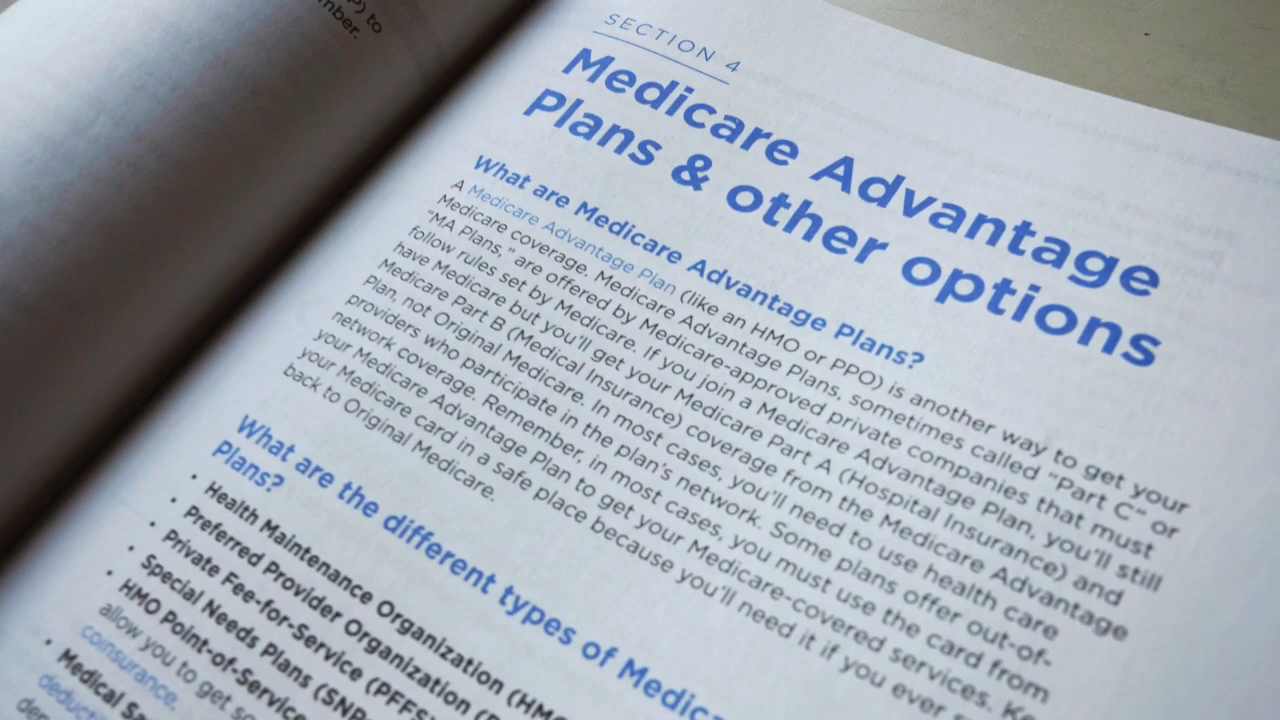 P) to
mber.
SECTION 4
Medicare Advantage
Plans & other options
What are Medicare Advantage Plans?
A Medicare Advantage Plan (like an HMO or PPO) is another way to get your
Medicare coverage. Medicare Advantage Plans, sometimes called “Part C” or
“MA Plans,” are offered by Medicare-approved private companies that must
follow rules set by Medicare. If you join a Medicare Advantage Plan, you’ll still
have Medicare but you’ll get your Medicare Part A (Hospital Insurance) and
Medicare Part B (Medical Insurance) coverage from the Medicare Advantage
Plan, not Original Medicare. In most cases, you’ll need to use health care
providers who participate in the plan’s network. Some plans offer out-of-
network coverage. Remember, in most cases, you must use the card from
your Medicare Advantage Plan to get your Medicare-covered services. Ke
your Medicare card in a safe place because you’ll need it if you ever s
back to Original Medicare.
What are the different types of Medica
Plans?
• Health Maintenance Organization (HMO
• Preferred Provider Organization (P
• Private Fee-for-Service (PFFS)
• Special Needs Plans (SNP
• HMO Point-of-Service
allow you to get so
coinsurance.
• Medical Sa
deducti
dep